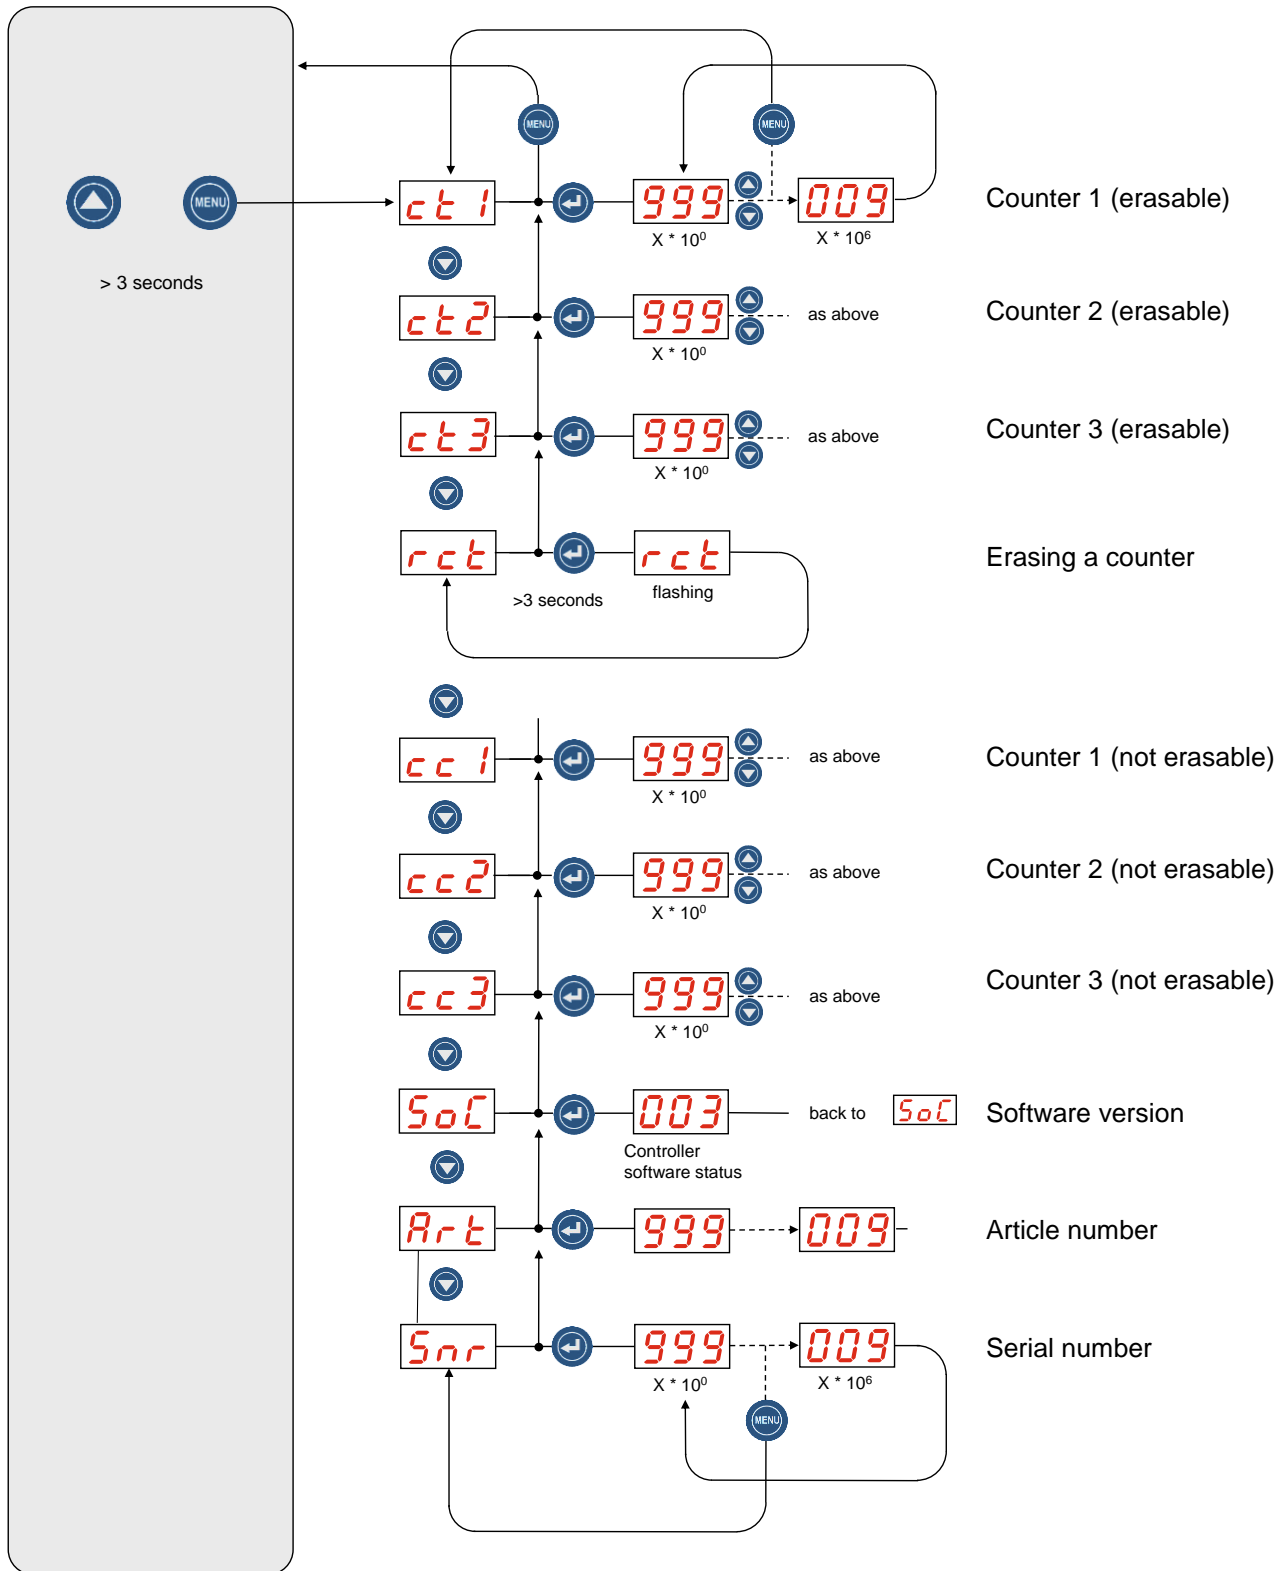 MENU
MENU
MENU
ct1
999
009
Counter 1 (erasable)
X * 10⁰
X * 10⁶
> 3 seconds
ct2
999
as above
Counter 2 (erasable)
X * 10⁰
ct3
999
as above
Counter 3 (erasable)
X * 10⁰
rct
rct
Erasing a counter
>3 seconds
flashing
cc1
999
as above
Counter 1 (not erasable)
X * 10⁰
cc2
999
as above
Counter 2 (not erasable)
X * 10⁰
cc3
999
as above
Counter 3 (not erasable)
X * 10⁰
SoC
003
back to
SoC
Software version
Controller
software status
Art
999
009
Article number
Snr
999
009
Serial number
X * 10⁰
X * 10⁶
MENU